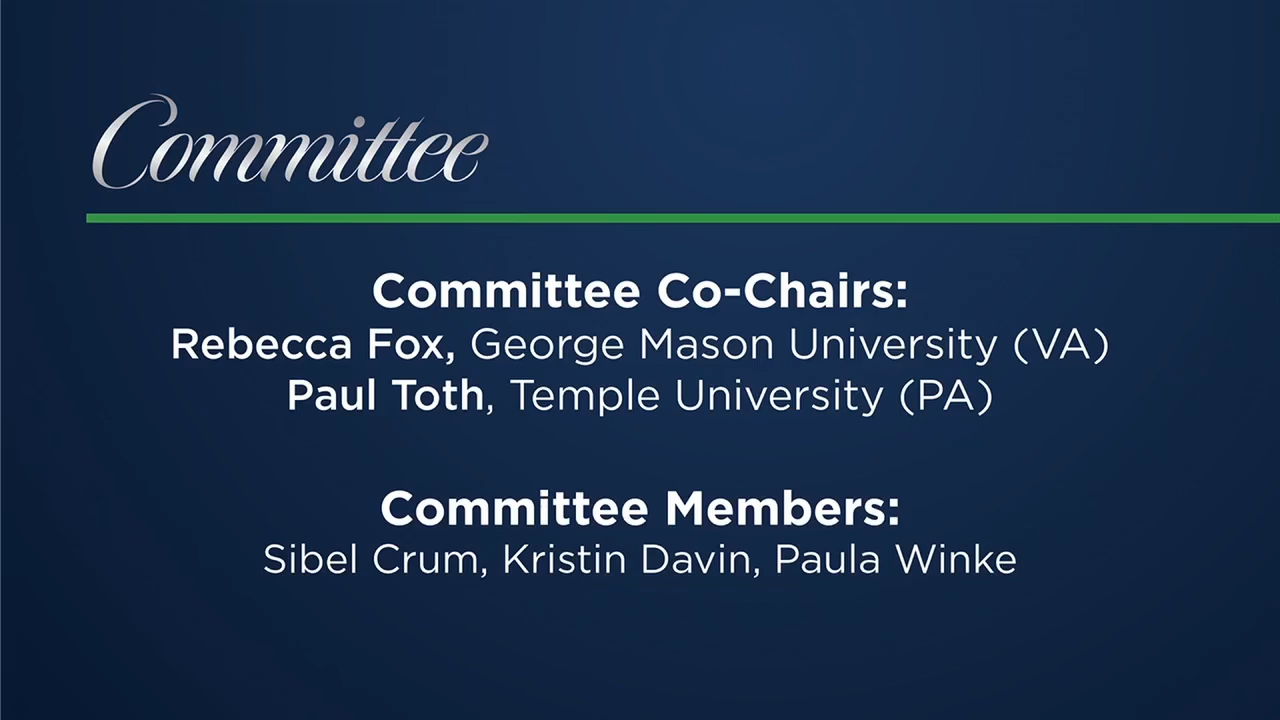 Committee
Committee Co-Chairs:
Rebecca Fox, George Mason University (VA)
Paul Toth, Temple University (PA)
Committee Members:
Sibel Crum, Kristin Davin, Paula Winke